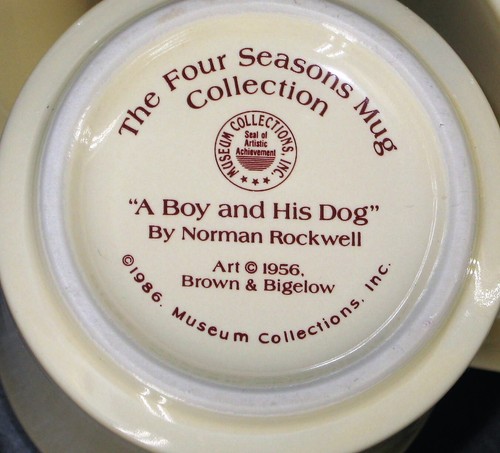 The Four Seasons Mug
Collection
MUSEUM COLLECTIONS, INC.
Seal of
Artistic
Achievement
"A Boy and His Dog"
By Norman Rockwell
Art © 1956,
Brown & Bigelow
©1986, Museum Collections, Inc.